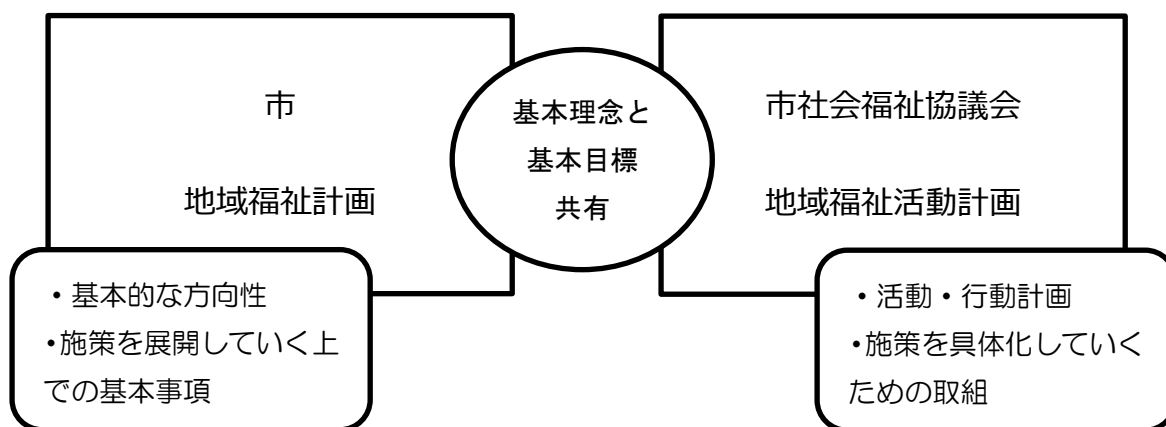 市
地域福祉計画
・基本的な方向性
・施策を展開していく上
での基本事項
基本理念と
基本目標
共有
市社会福祉協議会
地域福祉活動計画
・活動・行動計画
・施策を具体化していく
ための取組